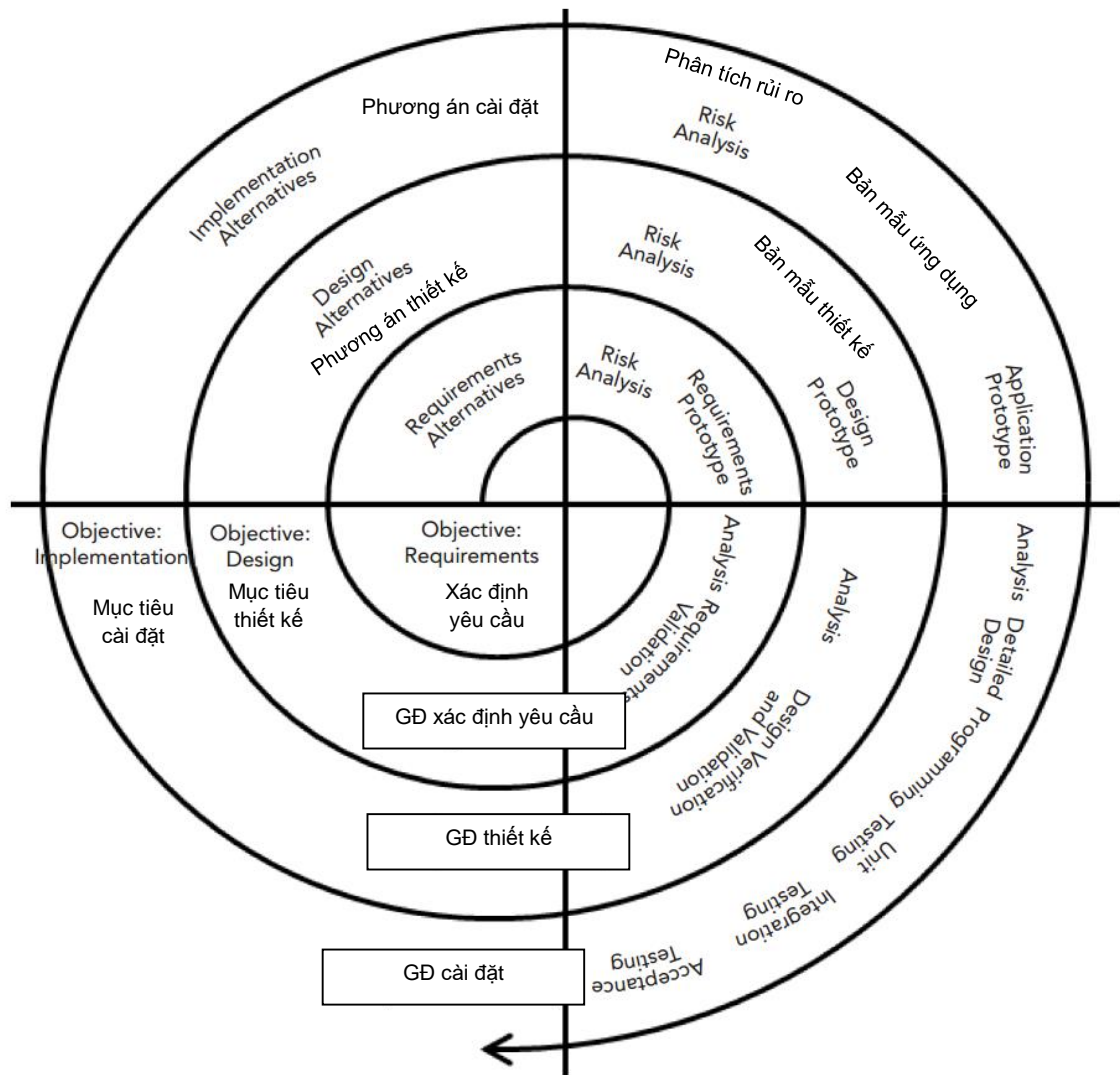 Phân tích rủi ro
Phương án cài đặt
Risk
Analysis
Implementation
Alternatives
Bản mẫu ứng dụng
Risk
Analysis
Bản mẫu thiết kế
Design
Alternatives
Phương án thiết kế
Requirements
Alternatives
Risk
Analysis
Requirements
Prototype
Design
Prototype
Application
Prototype
Objective:
Implementation
Objective:
Design
Objective:
Requirements
Mục tiêu
cài đặt
Mục tiêu
thiết kế
Xác định
yêu cầu
Analysis
Requirements
Validation
Analysis
Design Verification
and Validation
Analysis
Detailed
Design
Programming
Unit
Testing
Integration
Testing
Acceptance
Testing
GĐ xác định yêu cầu
GĐ thiết kế
GĐ cài đặt